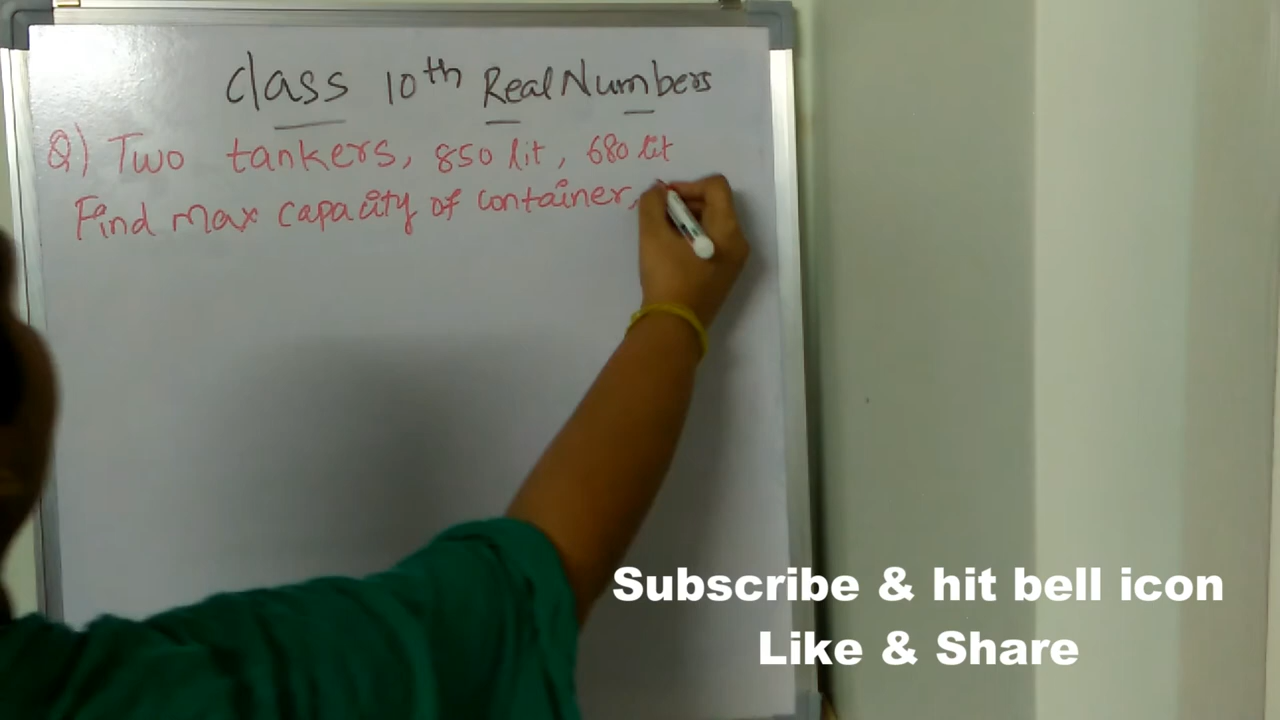 Class 10th Real Numbers
Q) Two tankers, 850 lit, 680 lit
Find max capacity of container,
Subscribe & hit bell icon
Like & Share